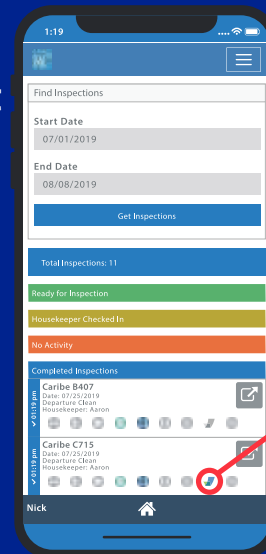 1:19
Find Inspections
Start Date
07/01/2019
End Date
08/08/2019
Get Inspections
Total Inspections: 11
Ready for Inspection
Housekeeper Checked In
No Activity
Completed Inspections
01:19 pm
Caribe B407
Date: 07/25/2019
Departure Clean
Housekeeper: Aaron
01:19 pm
Caribe C715
Date: 07/25/2019
Departure Clean
Housekeeper: Aaron
Nick